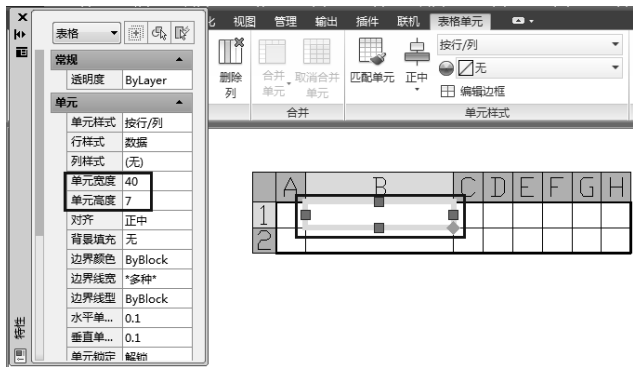 表格
常规
透明度 ByLayer
单元
单元样式 按行/列
行样式 数据
列样式 (无)
单元宽度 40
单元高度 7
对齐 正中
背景填充 无
边界颜色 ByBlock
边界线宽 *多种*
边界线型 ByBlock
水平单... 0.1
垂直单... 0.1
单元锁定 解锁
特性
视图 管理 输出 插件 联机 表格单元
删除列
合并单元
取消合并单元
匹配单元
正中
按行/列
无
编辑边框
合并
单元样式
A B C D E F G H
1
2